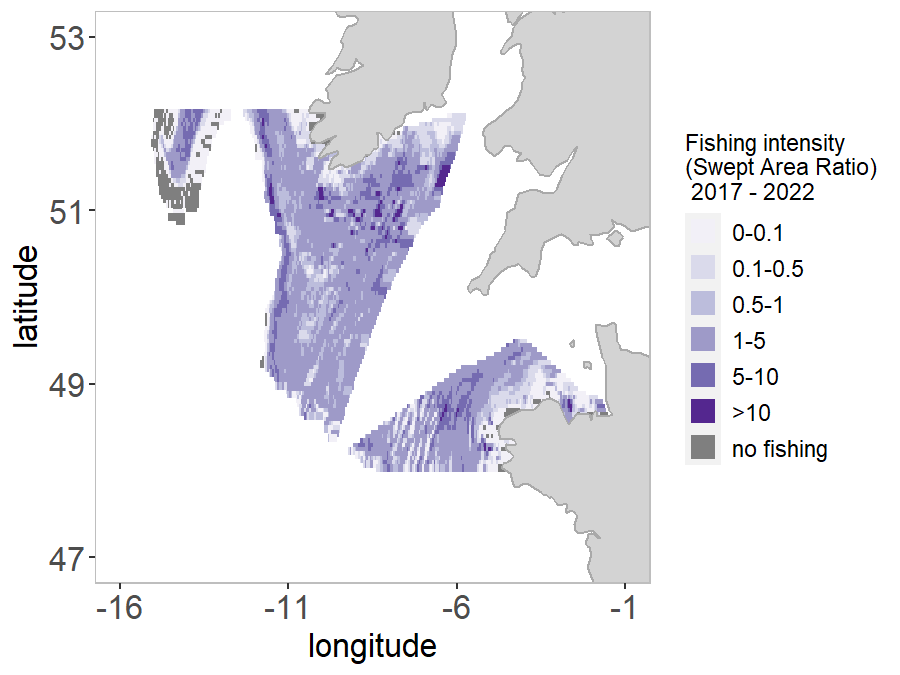 53
51
49
47
latitude
-16
-11
-6
-1
longitude
Fishing intensity
(Swept Area Ratio)
2017 - 2022
0-0.1
0.1-0.5
0.5-1
1-5
5-10
>10
no fishing